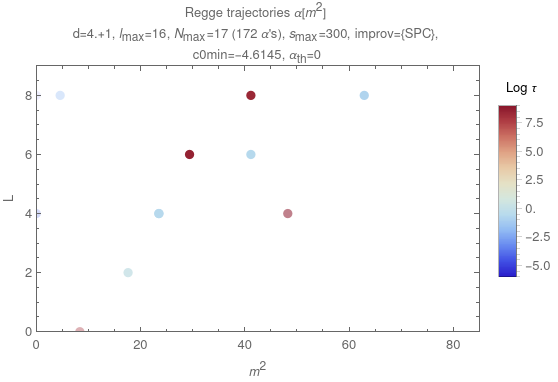 Regge trajectories α[m²]
d=4.+1, lmax=16, Nmax=17 (172 α's), smax=300, improv={SPC},
c0min=−4.6145, αth=0
Log τ
8
6
4
2
0
L
0 20 40 60 80
m²
7.5
5.0
2.5
0.
−2.5
−5.0